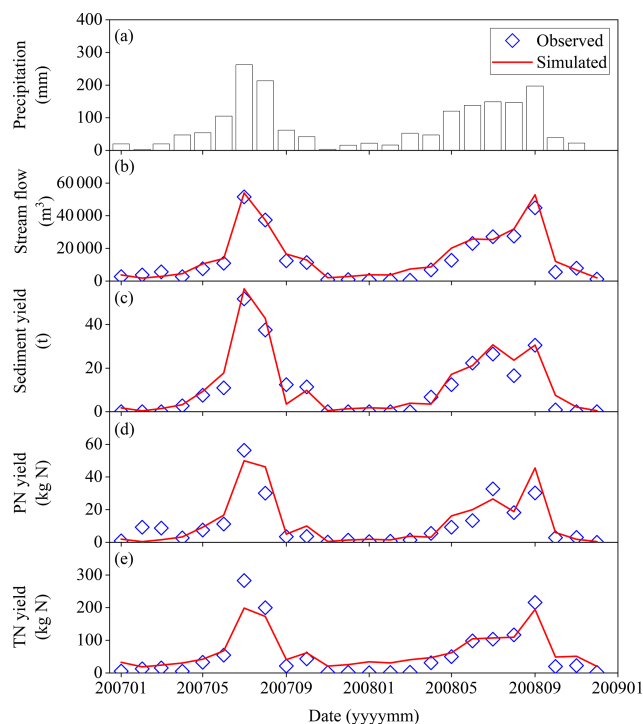 400
(a)
Observed
Simulated
300
200
100
0
Precipitation
(mm)
(b)
60 000
40 000
20 000
0
Stream flow
(m³)
(c)
40
20
0
Sediment yield
(t)
(d)
60
40
20
0
PN yield
(kg N)
(e)
300
200
100
0
TN yield
(kg N)
200701 200705 200709 200801 200805 200809 200901
Date (yyyymm)